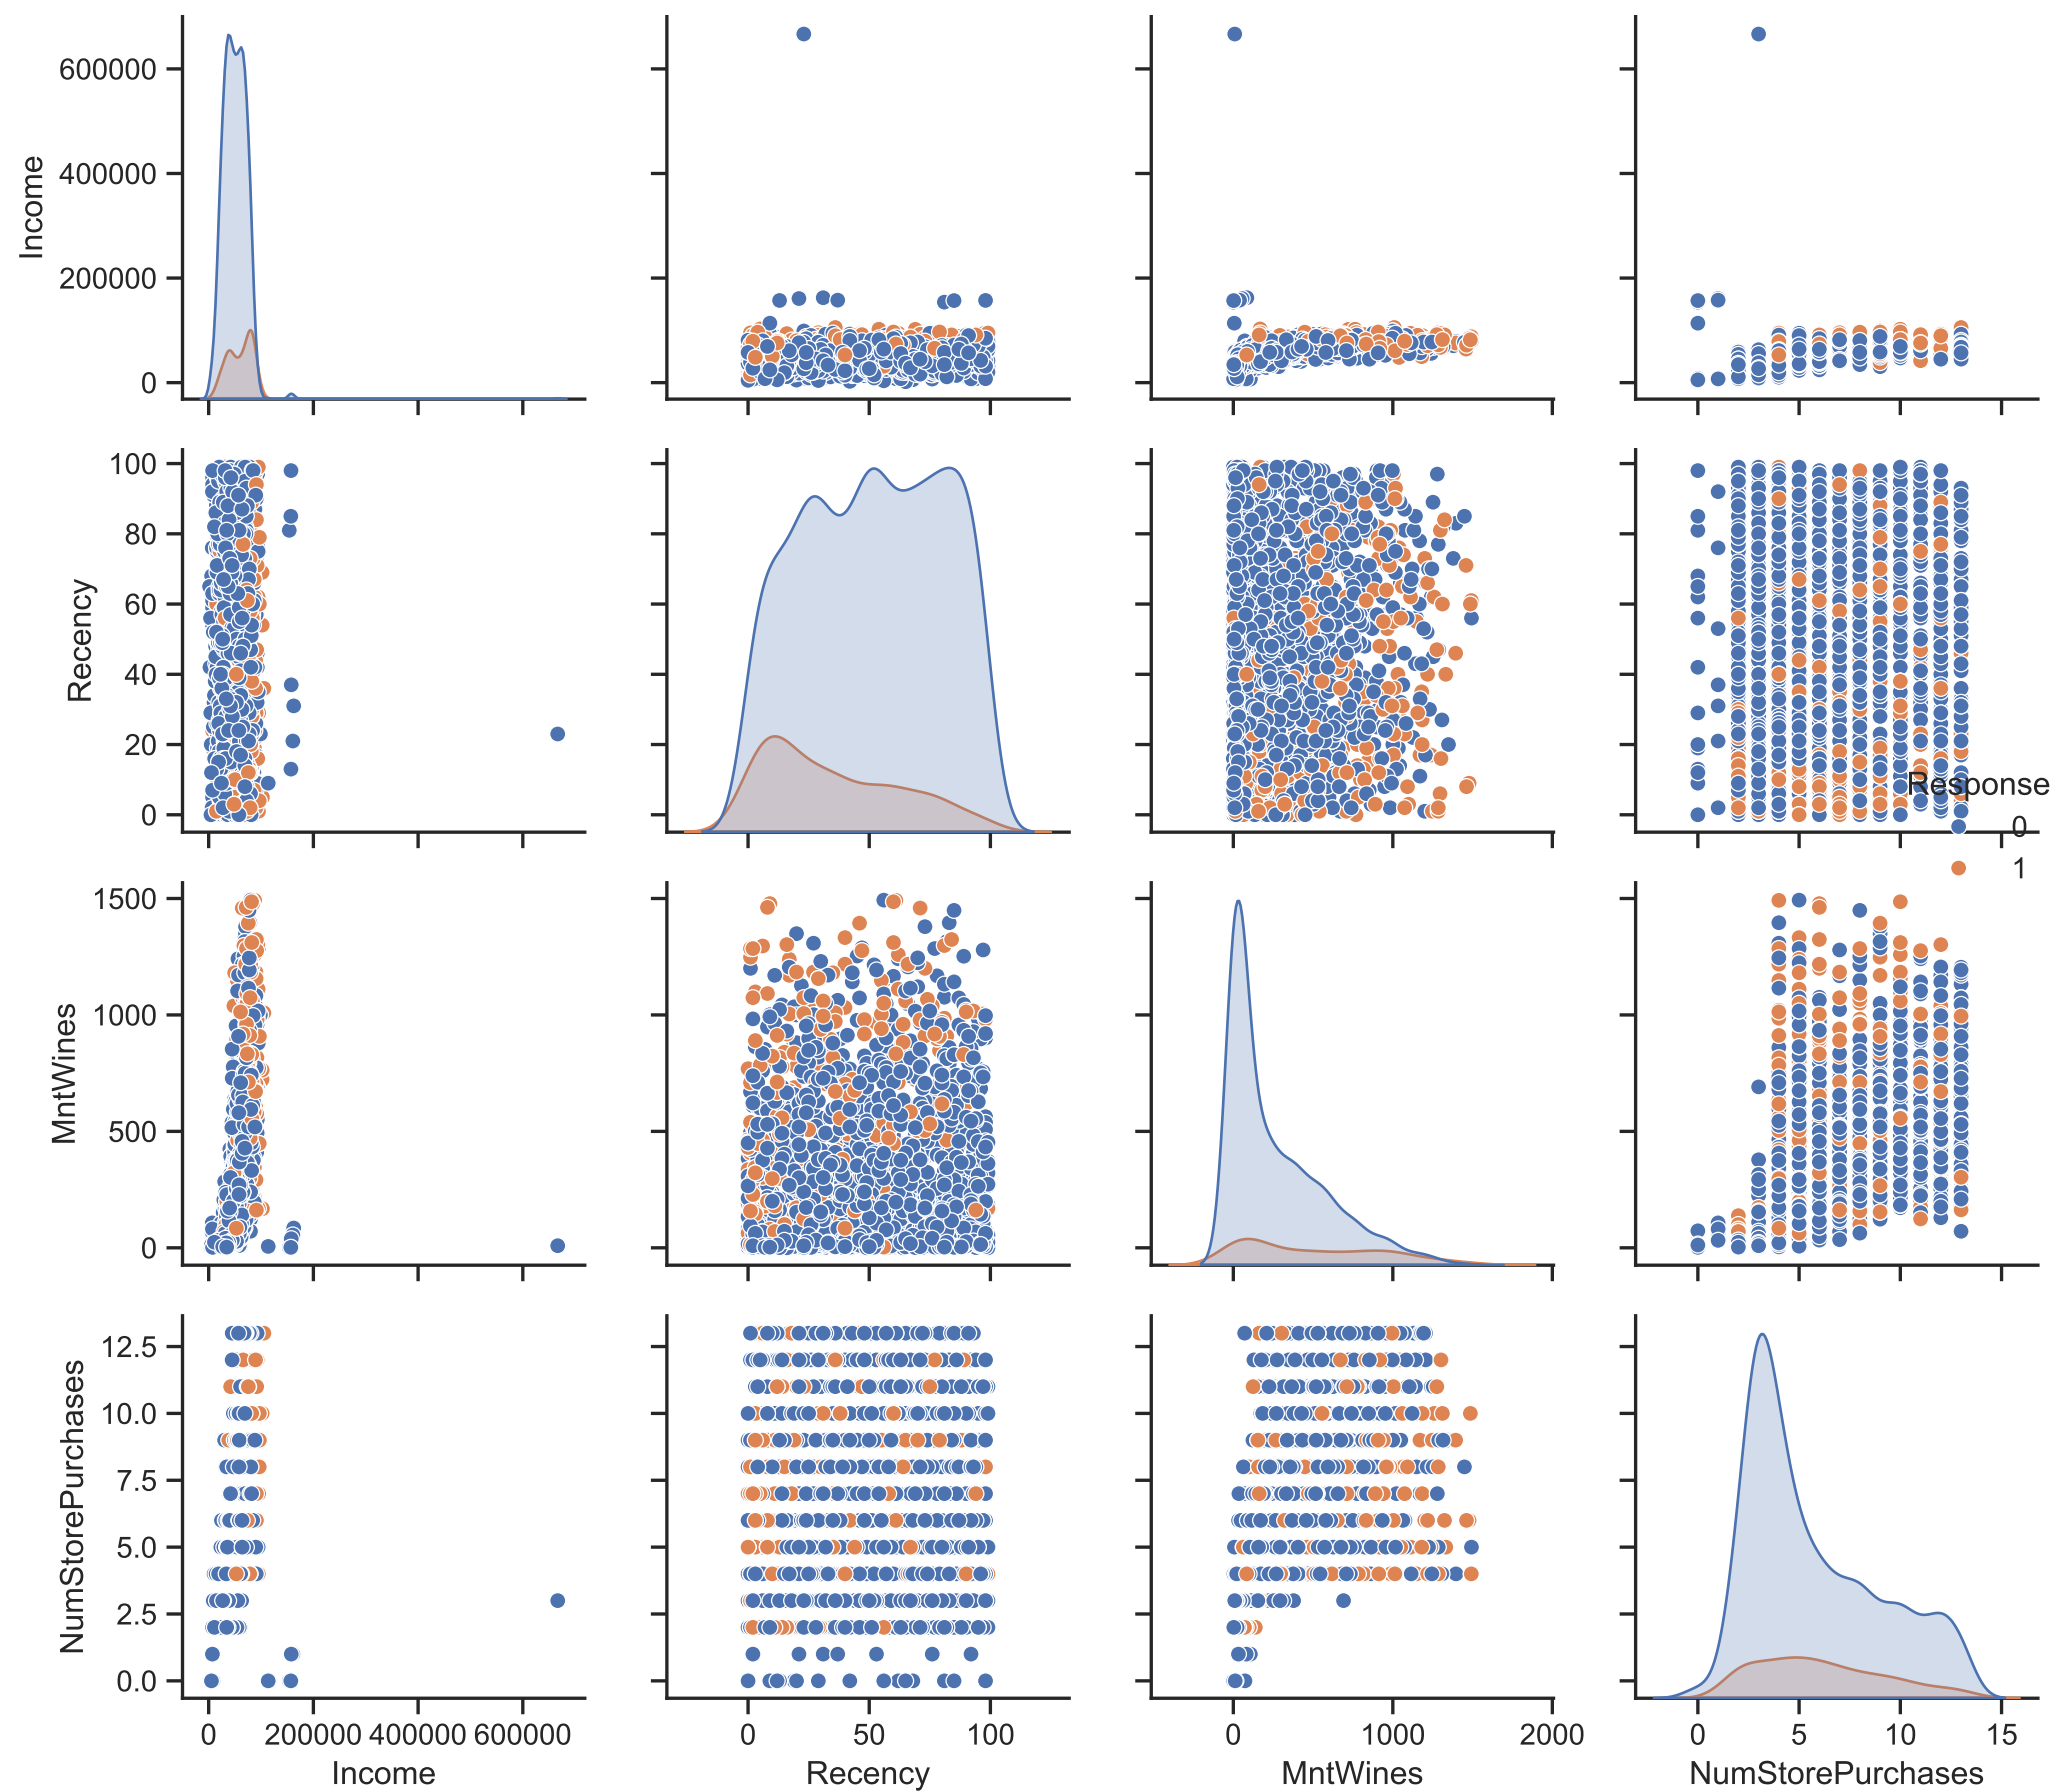 Income
600000
400000
200000
0
Recency
100
80
60
40
20
0
Response
0
1
MntWines
1500
1000
500
0
NumStorePurchases
12.5
10.0
7.5
5.0
2.5
0.0
0 200000 400000 600000
0 50 100
0 1000 2000
0 5 10 15
Income Recency MntWines NumStorePurchases